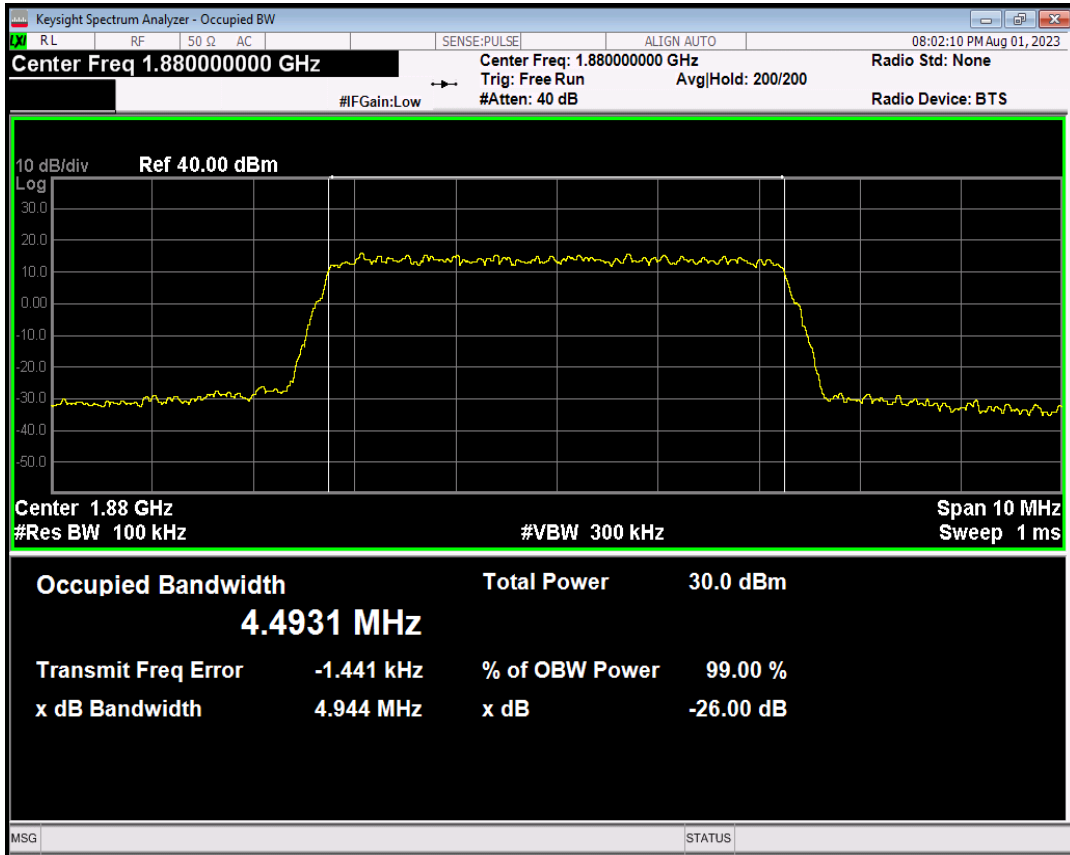 Keysight Spectrum Analyzer - Occupied BW
LXI RL RF 50 Ω AC SENSE:PULSE ALIGN AUTO 08:02:10 PM Aug 01, 2023
Center Freq 1.880000000 GHz Center Freq: 1.880000000 GHz Radio Std: None
Trig: Free Run Avg|Hold: 200/200
#IFGain:Low #Atten: 40 dB Radio Device: BTS
10 dB/div Ref 40.00 dBm
Log
30.0
20.0
10.0
0.00
-10.0
-20.0
-30.0
-40.0
-50.0
Center 1.88 GHz Span 10 MHz
#Res BW 100 kHz #VBW 300 kHz Sweep 1 ms
Occupied Bandwidth Total Power 30.0 dBm
4.4931 MHz
Transmit Freq Error -1.441 kHz % of OBW Power 99.00 %
x dB Bandwidth 4.944 MHz x dB -26.00 dB
MSG STATUS